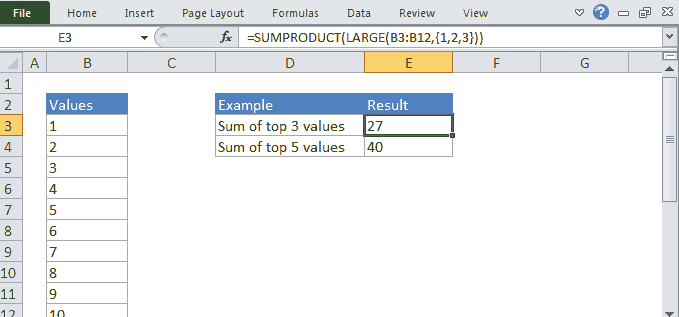 File Home Insert Page Layout Formulas Data Review View
E3 fx =SUMPRODUCT(LARGE(B3:B12,{1,2,3}))
A B C D E F G
1
2 Values Example Result
3 1 Sum of top 3 values 27
4 2 Sum of top 5 values 40
5 3
6 4
7 5
8 6
9 7
10 8
11 9
12 10